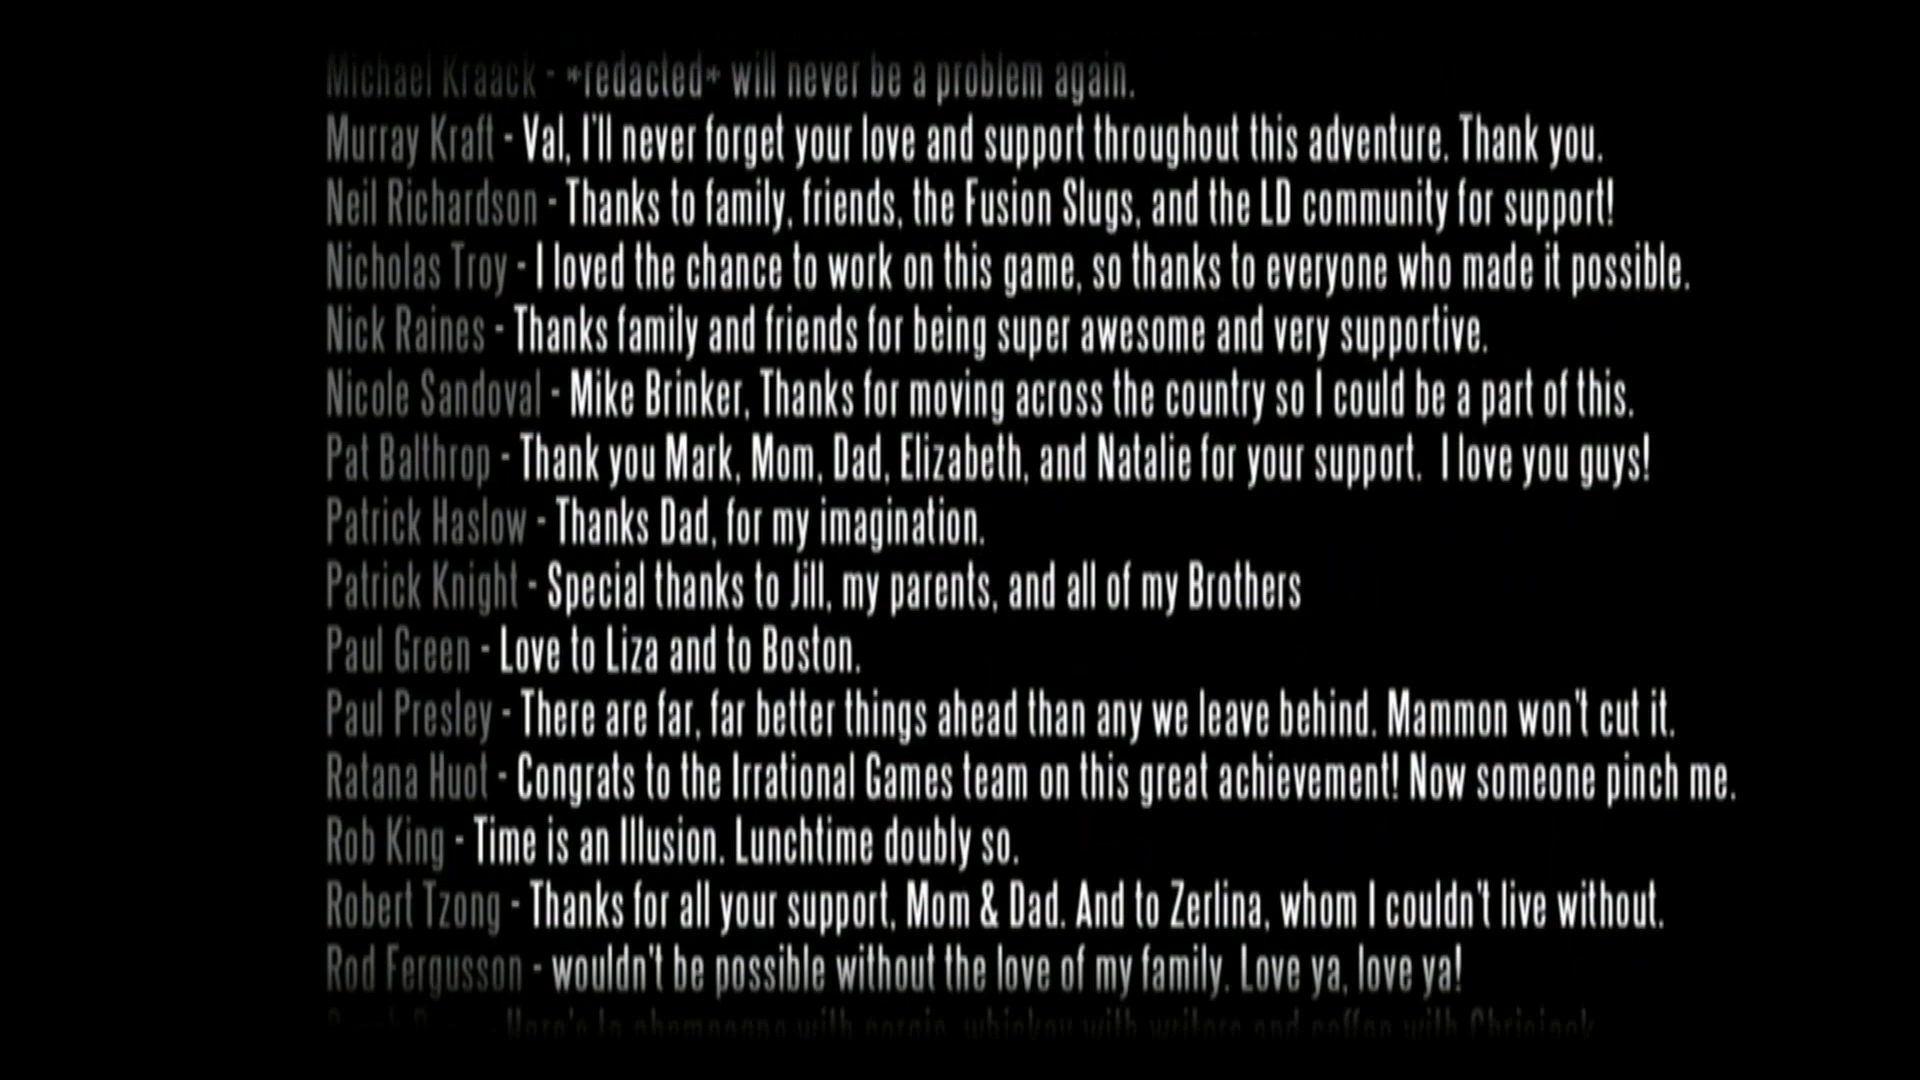 Michael Kraack - *redacted* will never be a problem again.
Murray Kraft - Val, I'll never forget your love and support throughout this adventure. Thank you.
Neil Richardson - Thanks to family, friends, the Fusion Slugs, and the LD community for support!
Nicholas Troy - I loved the chance to work on this game, so thanks to everyone who made it possible.
Nick Raines - Thanks family and friends for being super awesome and very supportive.
Nicole Sandoval - Mike Brinker, Thanks for moving across the country so I could be a part of this.
Pat Balthrop - Thank you Mark, Mom, Dad, Elizabeth, and Natalie for your support.  I love you guys!
Patrick Haslow - Thanks Dad, for my imagination.
Patrick Knight - Special thanks to Jill, my parents, and all of my Brothers
Paul Green - Love to Liza and to Boston.
Paul Presley - There are far, far better things ahead than any we leave behind. Mammon won't cut it.
Ratana Huot - Congrats to the Irrational Games team on this great achievement! Now someone pinch me.
Rob King - Time is an Illusion. Lunchtime doubly so.
Robert Tzong - Thanks for all your support, Mom & Dad. And to Zerlina, whom I couldn't live without.
Rod Fergusson - wouldn't be possible without the love of my family. Love ya, love ya!
Here's to champagne with whiskey with writers and coffee with